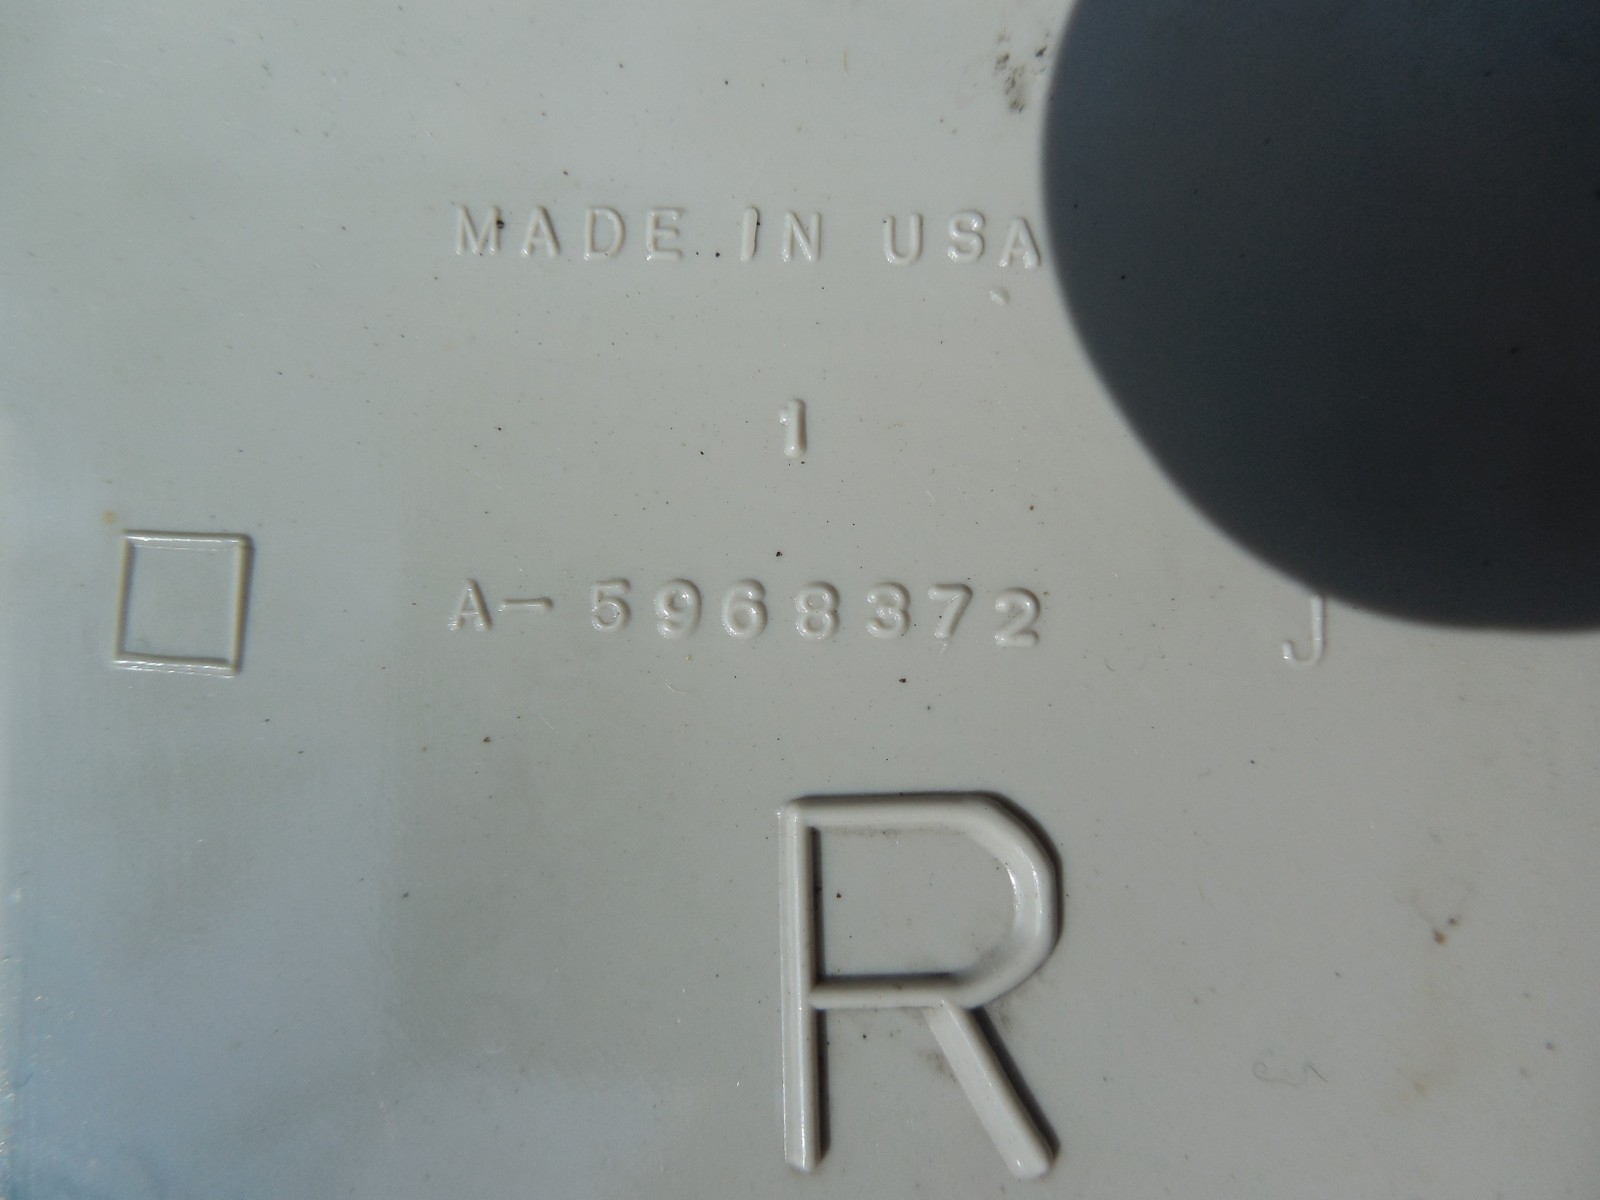 MADE IN USA
1
A-5968372 J
R